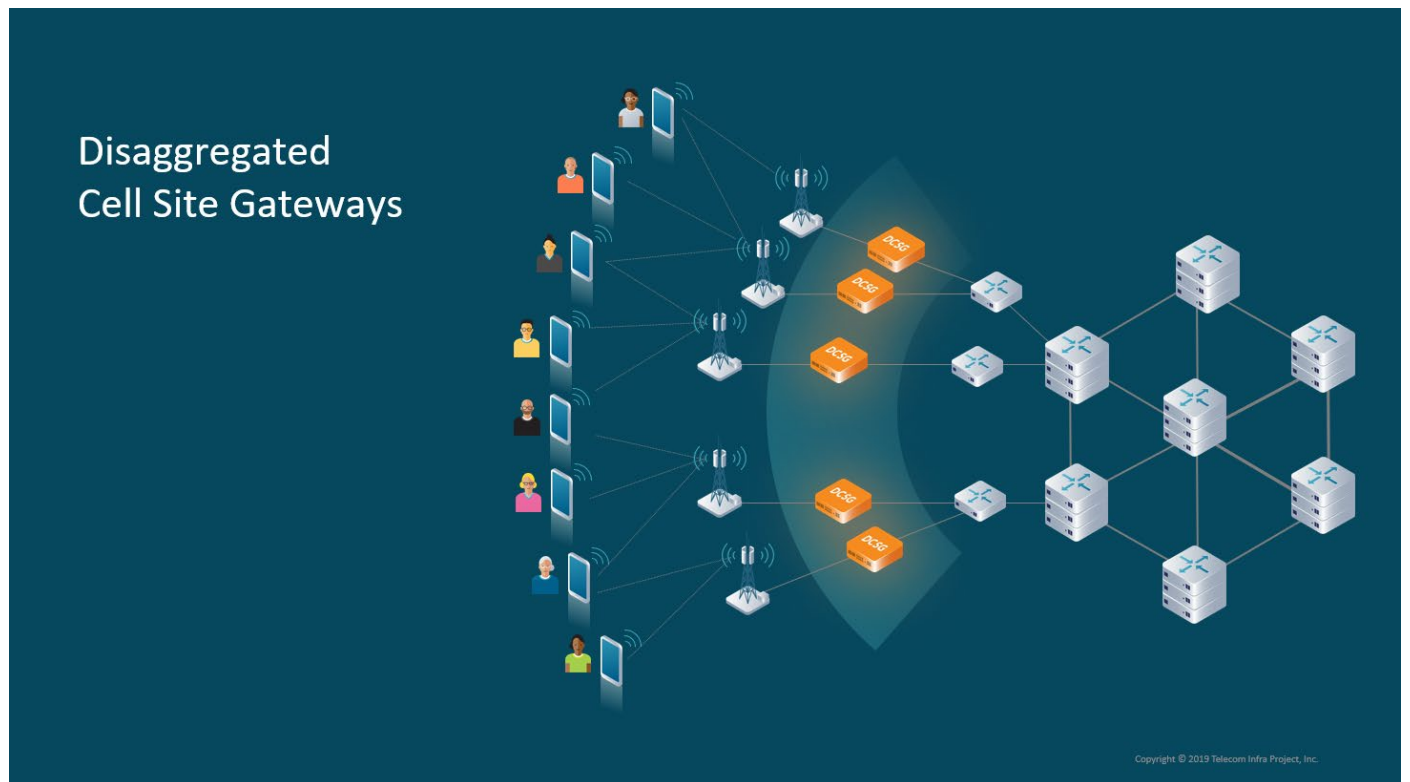 Disaggregated
Cell Site Gateways
DCSG
DCSG
DCSG
DCSG
DCSG
Copyright © 2019 Telecom Infra Project, Inc.